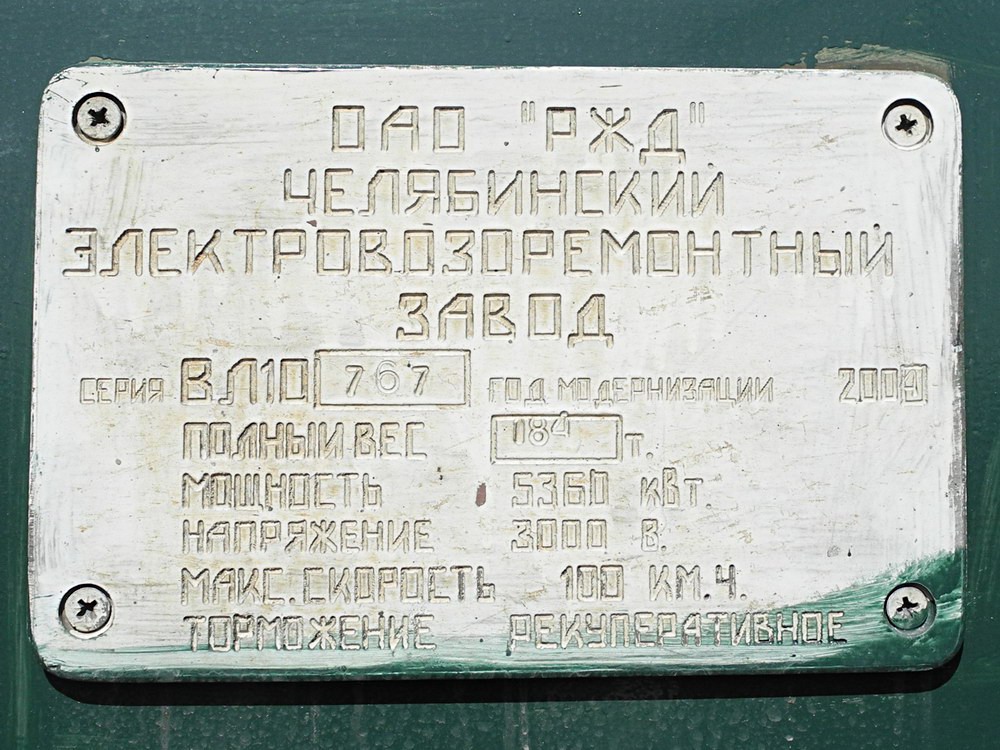 ОАО "РЖД"
ЧЕЛЯБИНСКИЙ
ЭЛЕКТРОВОЗОРЕМОНТНЫЙ
ЗАВОД
СЕРИЯ ВЛ10 767 ГОД МОДЕРНИЗАЦИИ 2009
ПОЛНЫЙ ВЕС 184 Т.
МОЩНОСТЬ 5360 кВт.
НАПРЯЖЕНИЕ 3000 В.
МАКС. СКОРОСТЬ 100 КМ.Ч.
ТОРМОЖЕНИЕ РЕКУПЕРАТИВНОЕ